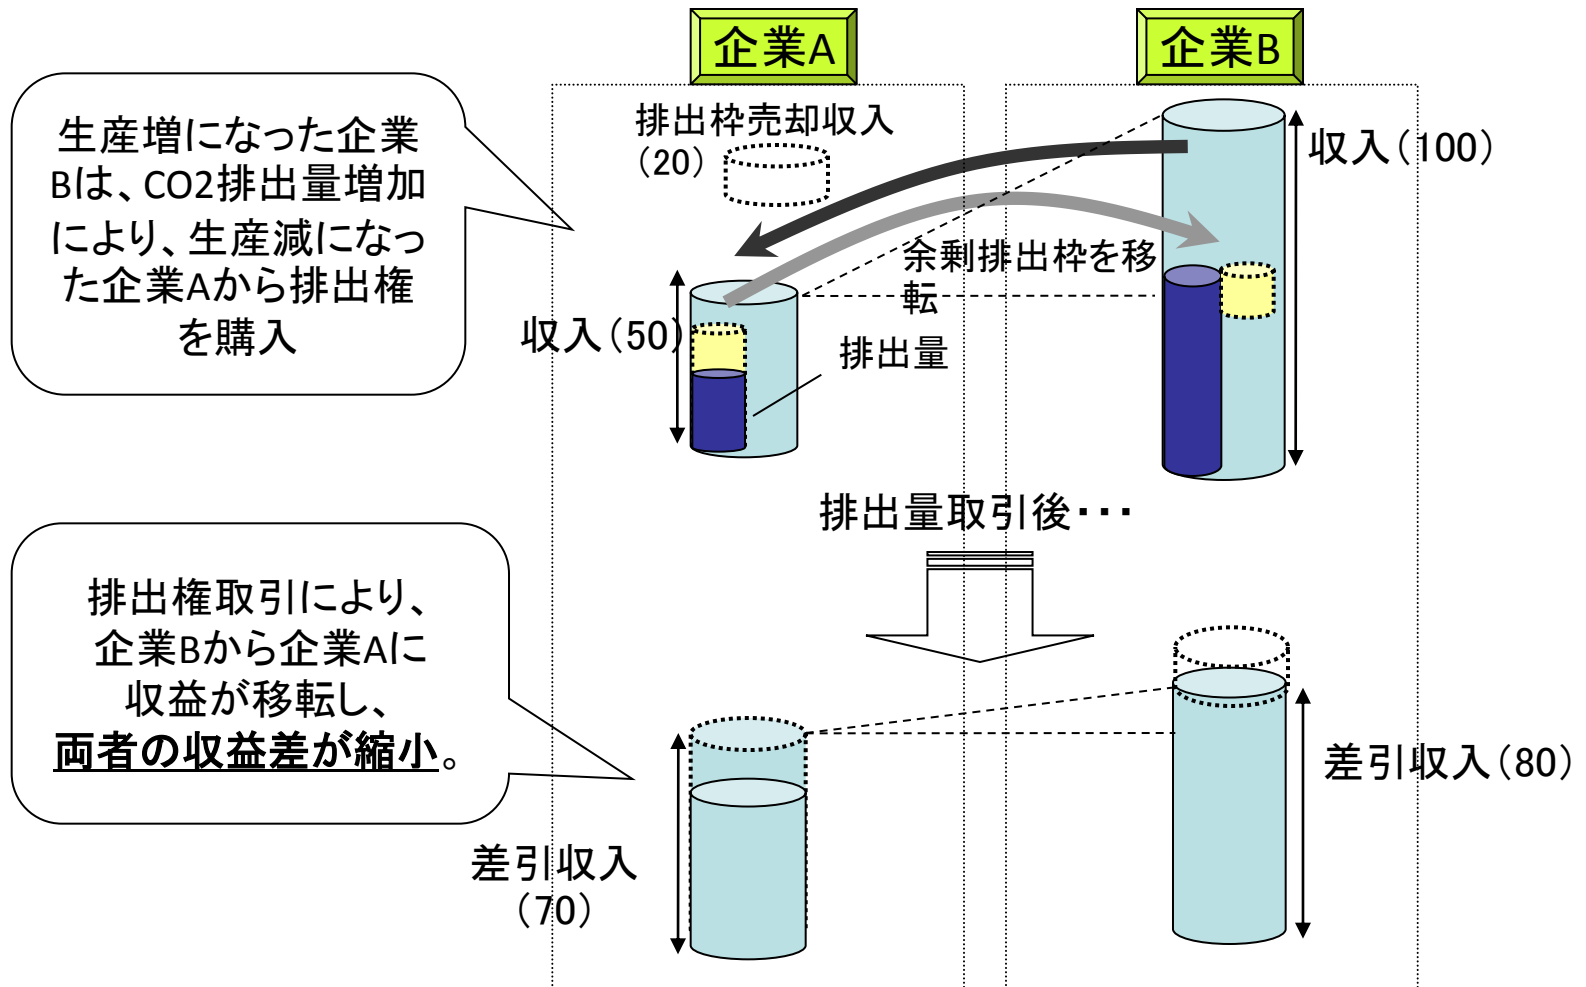 企業A
企業B
生産増になった企業
Bは、CO2排出量増加
により、生産減になっ
た企業Aから排出権
を購入
排出枠売却収入
(20)
収入(100)
余剰排出枠を移
転
収入(50)
排出量
排出量取引後・・・
排出権取引により、
企業Bから企業Aに
収益が移転し、
両者の収益差が縮小。
差引収入(80)
差引収入
(70)